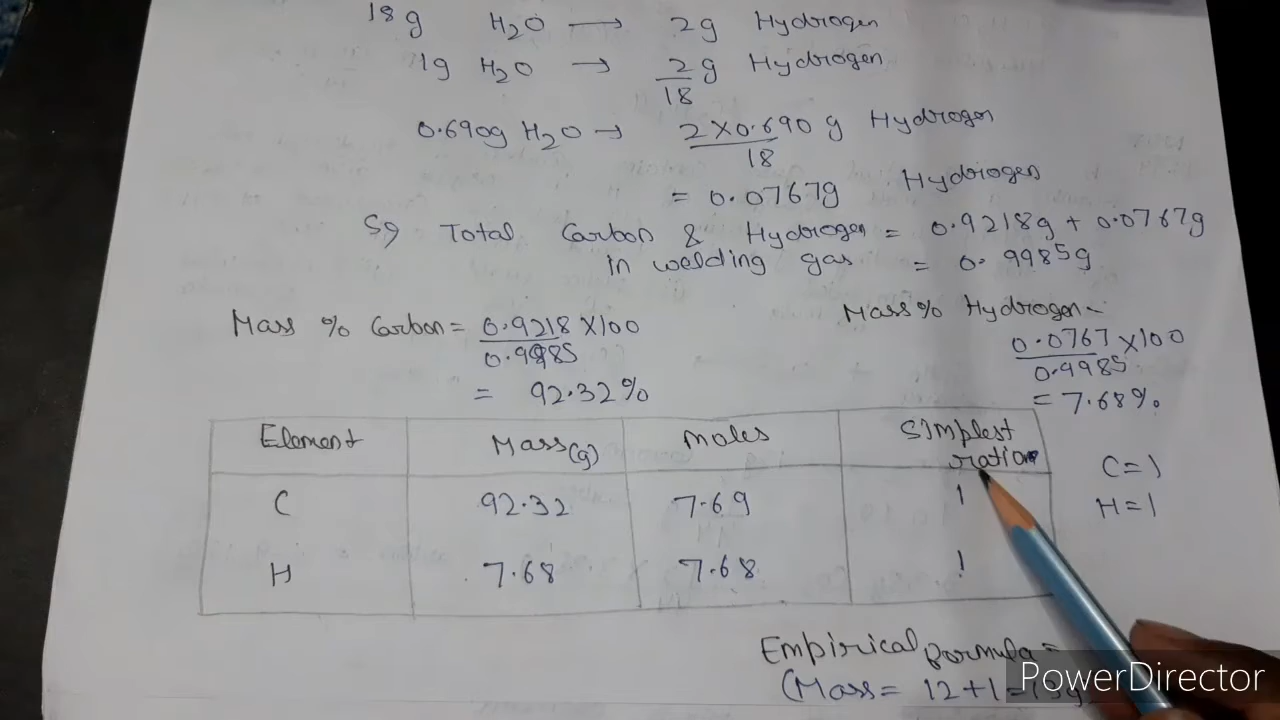 18g H₂O → 2g Hydrogen
1g H₂O → 2/18 g Hydrogen
0.690g H₂O → 2×0.690/18 g Hydrogen
= 0.0767g Hydrogen
So Total Carbon & Hydrogen = 0.9218g + 0.0767g
in welding gas = 0.9985g
Mass % Carbon = 0.9218/0.9985 ×100
= 92.32%
Mass% Hydrogen -
0.0767/0.9985 ×100
= 7.68%
Element Mass(g) Moles Simplest ratio
C 92.32 7.69 1
H 7.68 7.68 1
C=1
H=1
Empirical formula =
(Mass = 12+1=13g
PowerDirector